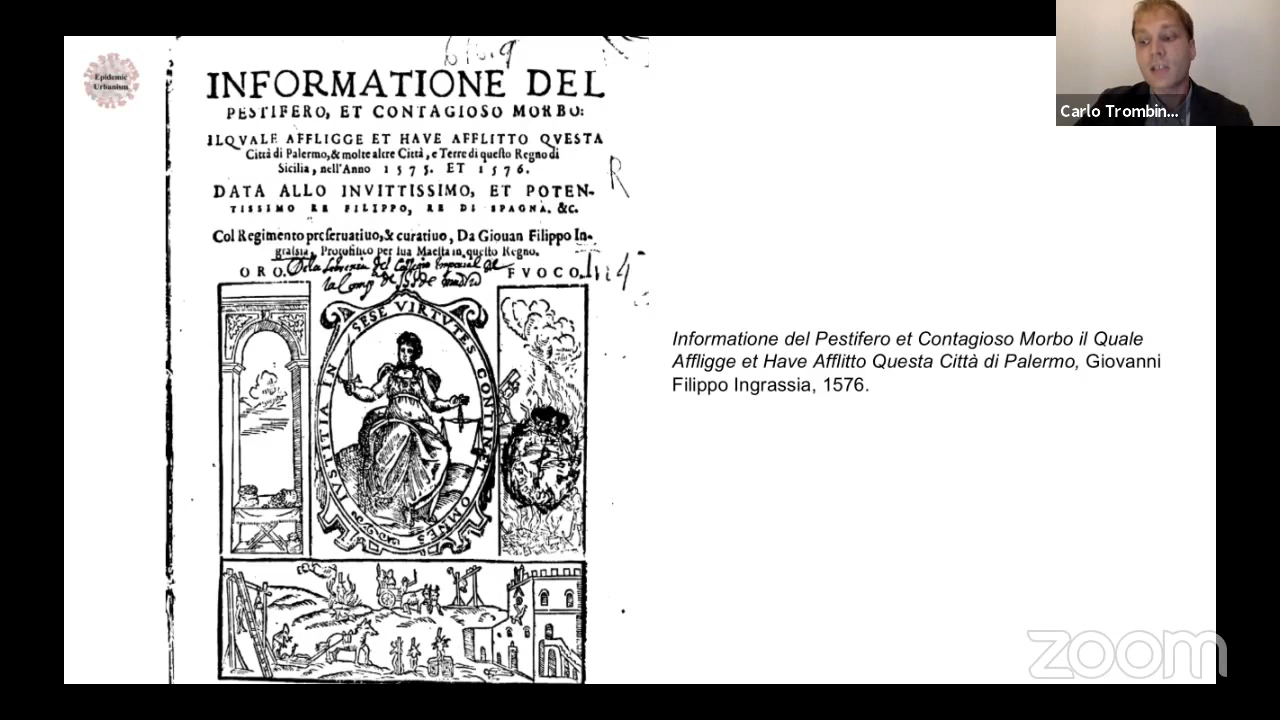 Epidemic
Urbanism
INFORMATIONE DEL
PESTIFERO, ET CONTAGIOSO MORBO:
ILQVALE AFFLIGGE ET HAVE AFFLITTO QVESTA
Città di Palermo, & molte altre Città, e Terre di questo Regno di
Sicilia, nell'Anno 1575. ET 1576.
DATA ALLO INVITTISSIMO, ET POTEN-
TISSIMO RE FILIPPO, RE DI SPAGNA. &c.
Col Regimento preseruatiuo, & curatiuo, Da Giouan Filippo In-
grassia, Protofisico per sua Maesta in questo Regno.
ORO.
FVOCO.
IVSTITIA IN SESE VIRTVTES CONTINET OMNES
R
Informatione del Pestifero et Contagioso Morbo il Quale
Affligge et Have Afflitto Questa Città di Palermo, Giovanni
Filippo Ingrassia, 1576.
Carlo Trombin...
zoom